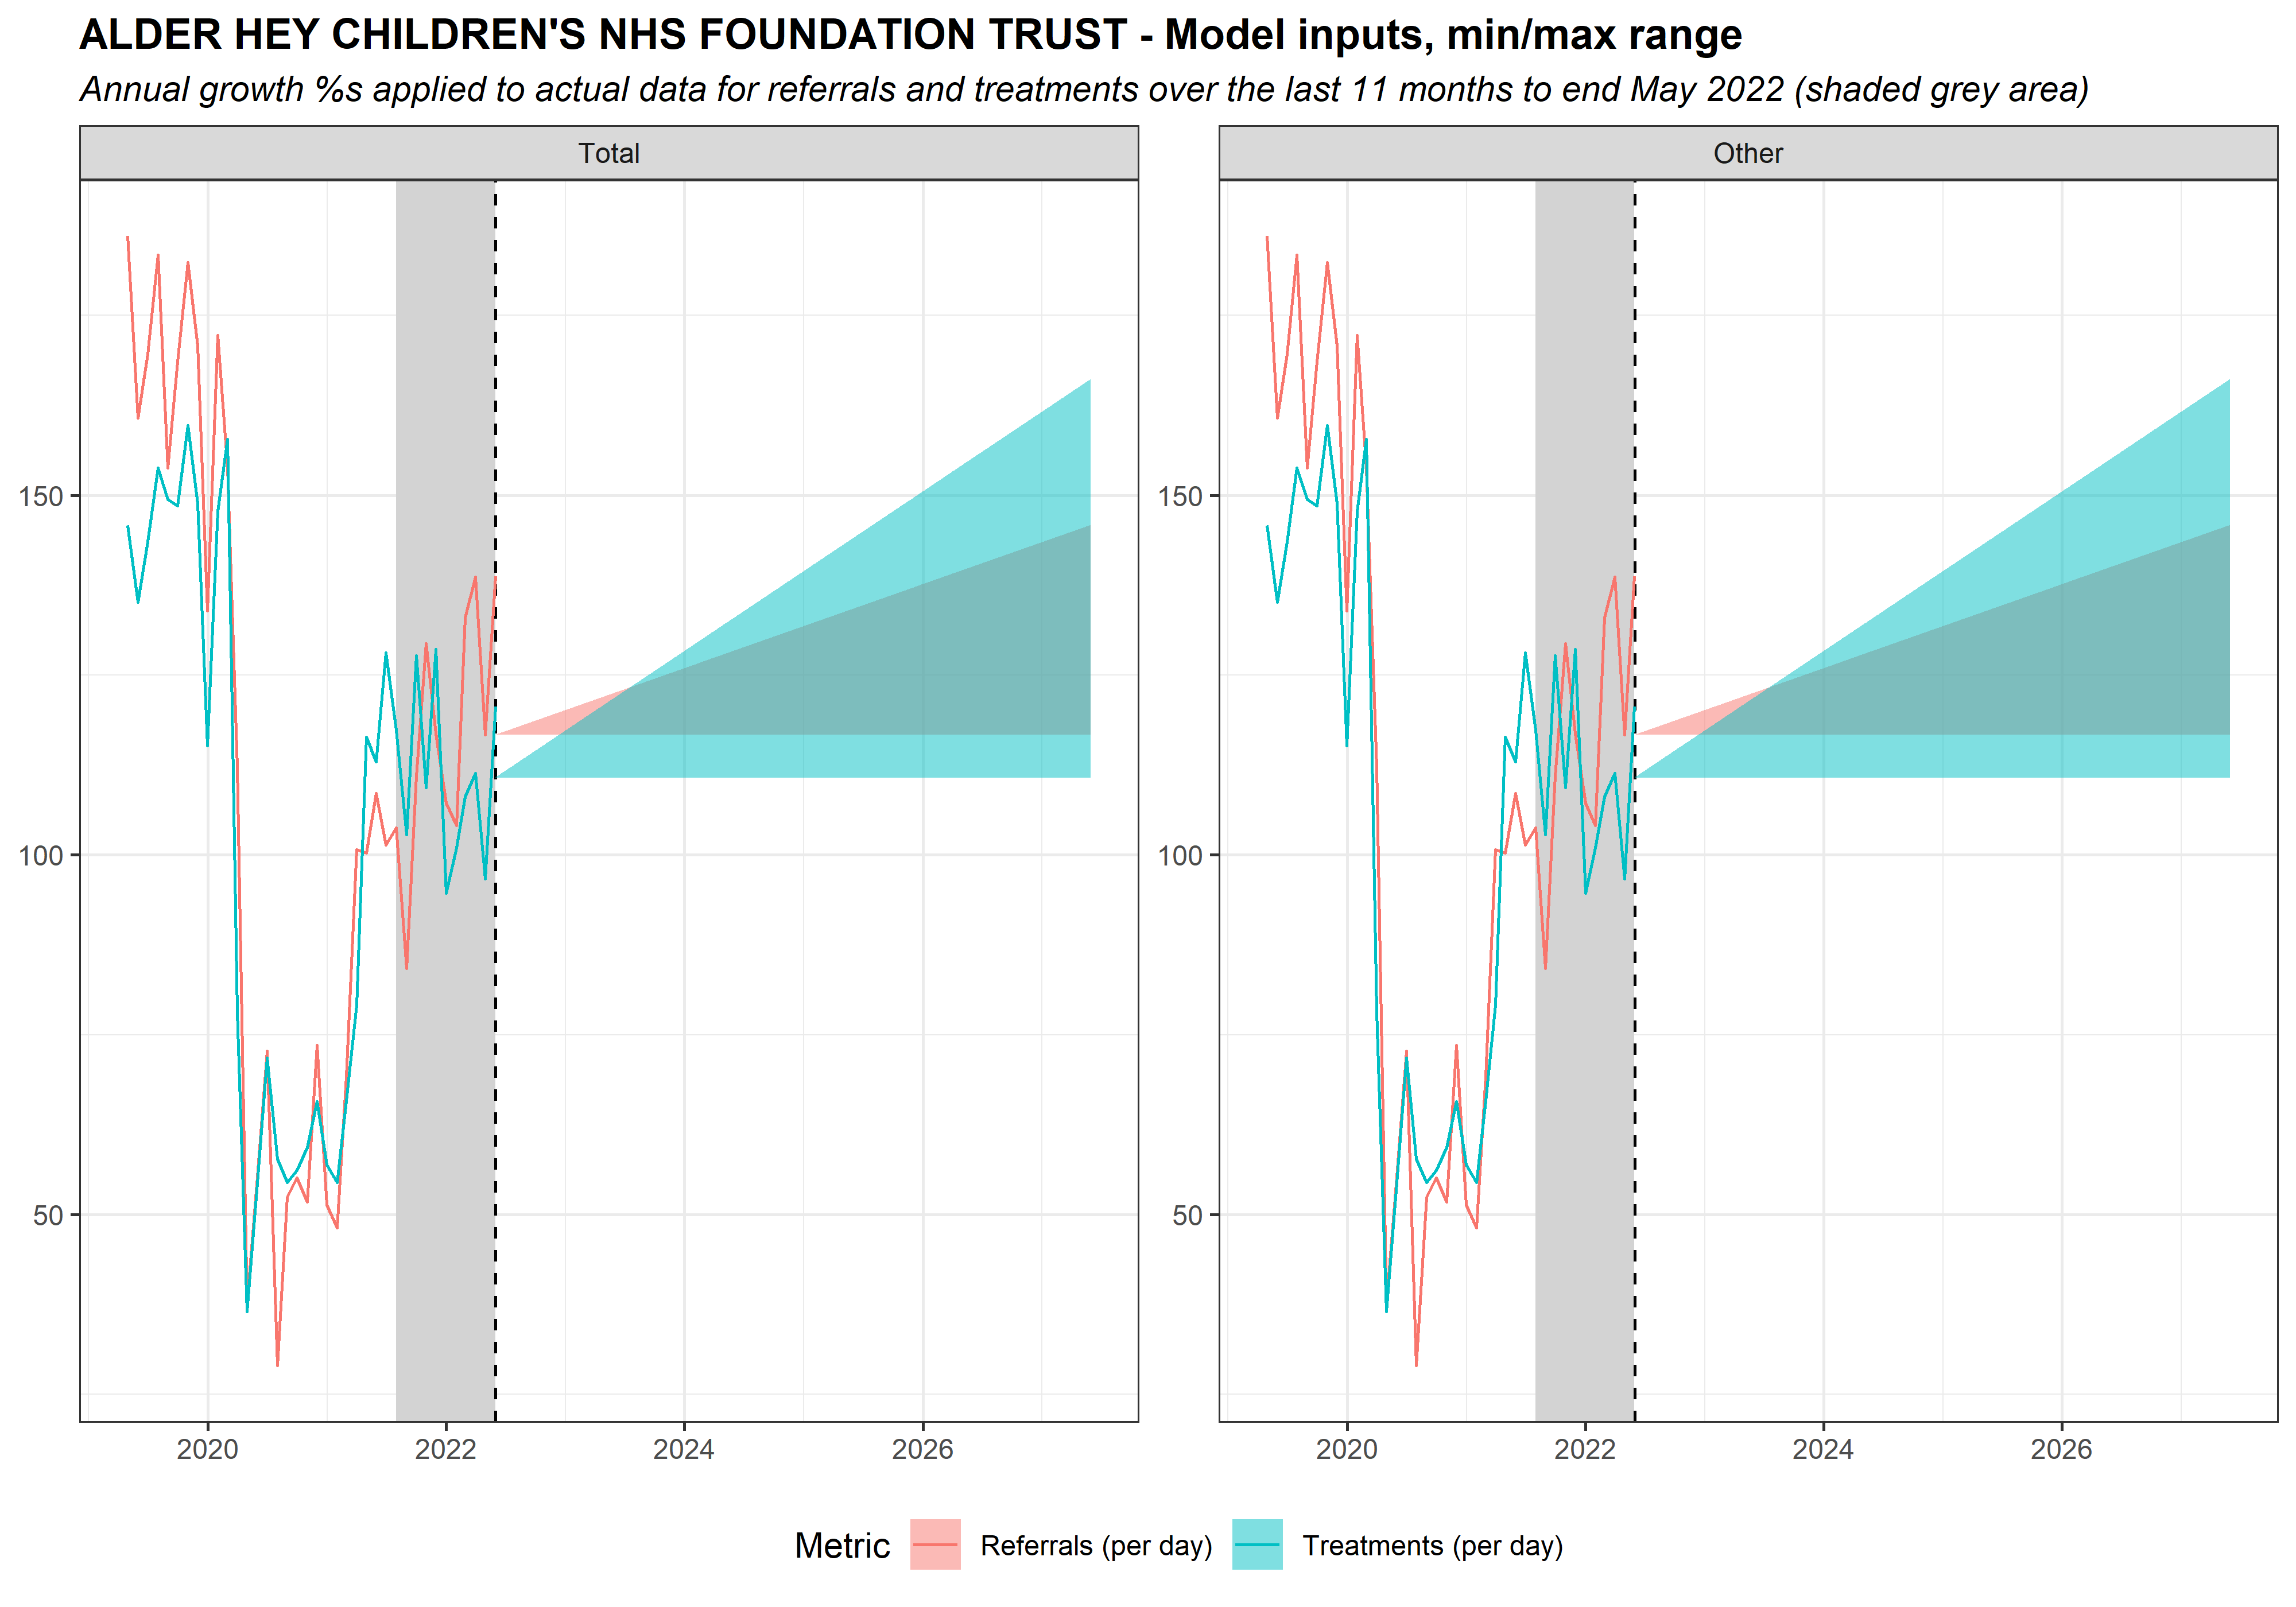 ALDER HEY CHILDREN'S NHS FOUNDATION TRUST - Model inputs, min/max range
Annual growth %s applied to actual data for referrals and treatments over the last 11 months to end May 2022 (shaded grey area)
Total
Other
150
100
50
150
100
50
2020
2022
2024
2026
2020
2022
2024
2026
Metric
Referrals (per day)
Treatments (per day)